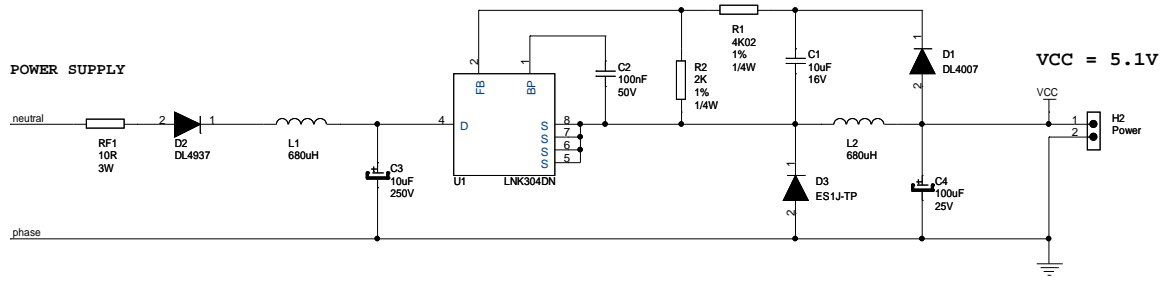 POWER SUPPLY
VCC = 5.1V
neutral
phase
RF1
10R
3W
2
1
D2
DL4937
L1
680uH
C3
10uF
250V
2
1
FB
BP
4
D
S
S
S
S
8
7
6
5
U1
LNK304DN
C2
100nF
50V
R2
2K
1%
1/4W
R1
4K02
1%
1/4W
C1
10uF
16V
1
D1
DL4007
2
1
D3
ES1J-TP
2
L2
680uH
C4
100uF
25V
VCC
1
2
H2
Power